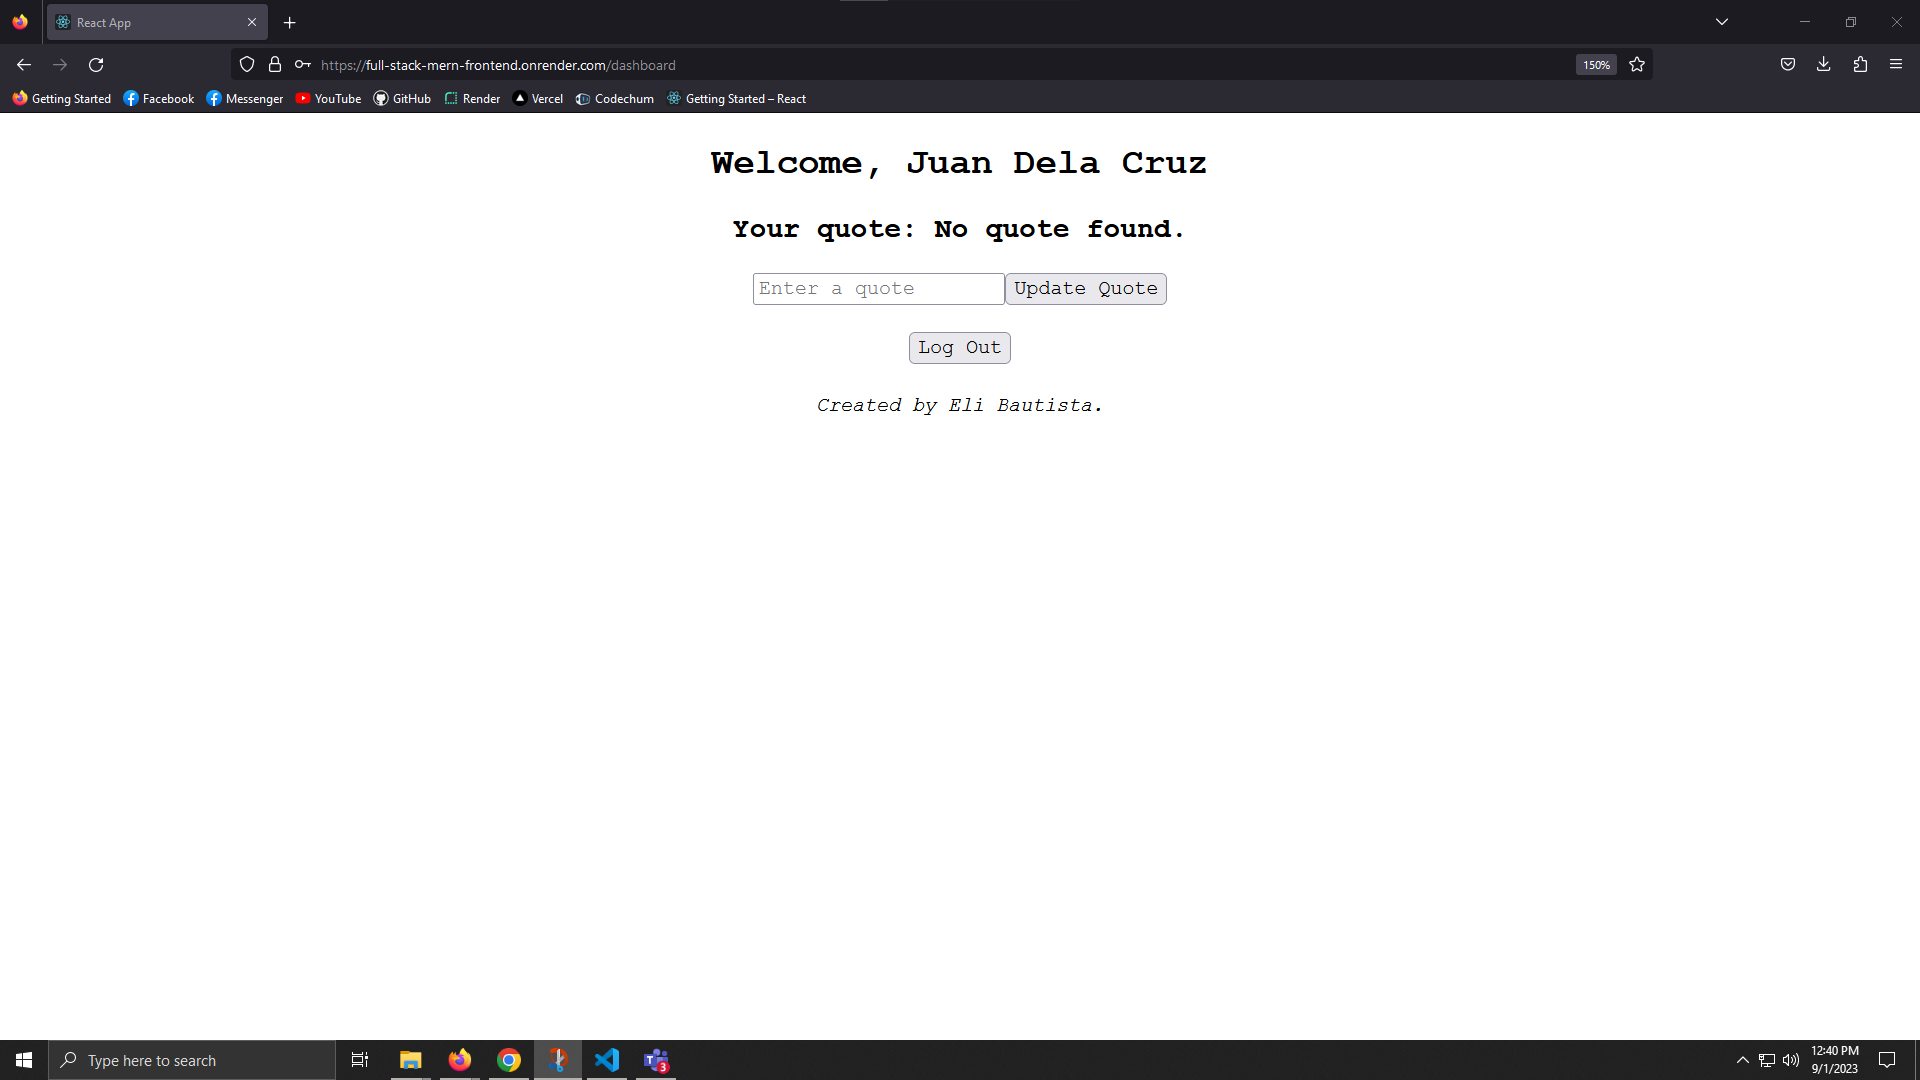 React App
https://full-stack-mern-frontend.onrender.com/dashboard 150%
Getting Started Facebook Messenger YouTube GitHub Render Vercel Codechum Getting Started – React
Welcome, Juan Dela Cruz
Your quote: No quote found.
Enter a quote Update Quote
Log Out
Created by Eli Bautista.
Type here to search T 3 12:40 PM
9/1/2023